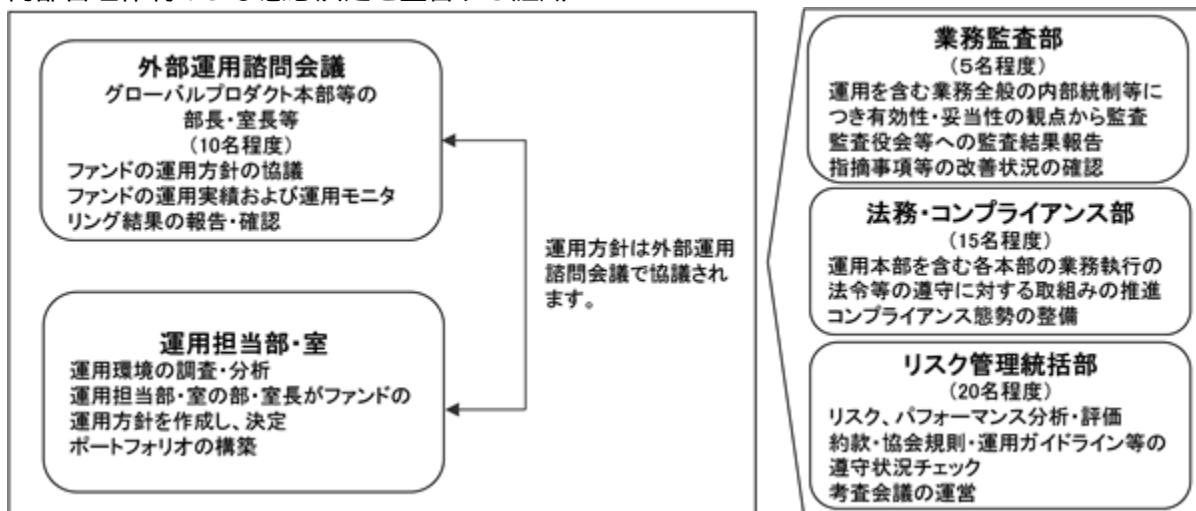 外部運用諮問会議
グローバルプロダクト本部等の
部長・室長等
(10名程度)
ファンドの運用方針の協議
ファンドの運用実績および運用モニタ
リング結果の報告・確認
運用方針は外部運用
諮問会議で協議され
ます。
運用担当部・室
運用環境の調査・分析
運用担当部・室の部・室長がファンドの
運用方針を作成し、決定
ポートフォリオの構築
業務監査部
(5名程度)
運用を含む業務全般の内部統制等に
つき有効性・妥当性の観点から監査
監査役会等への監査結果報告
指摘事項等の改善状況の確認
法務・コンプライアンス部
(15名程度)
運用本部を含む各本部の業務執行の
法令等の遵守に対する取組みの推進
コンプライアンス態勢の整備
リスク管理統括部
(20名程度)
リスク、パフォーマンス分析・評価
約款・協会規則・運用ガイドライン等の
遵守状況チェック
考査会議の運営